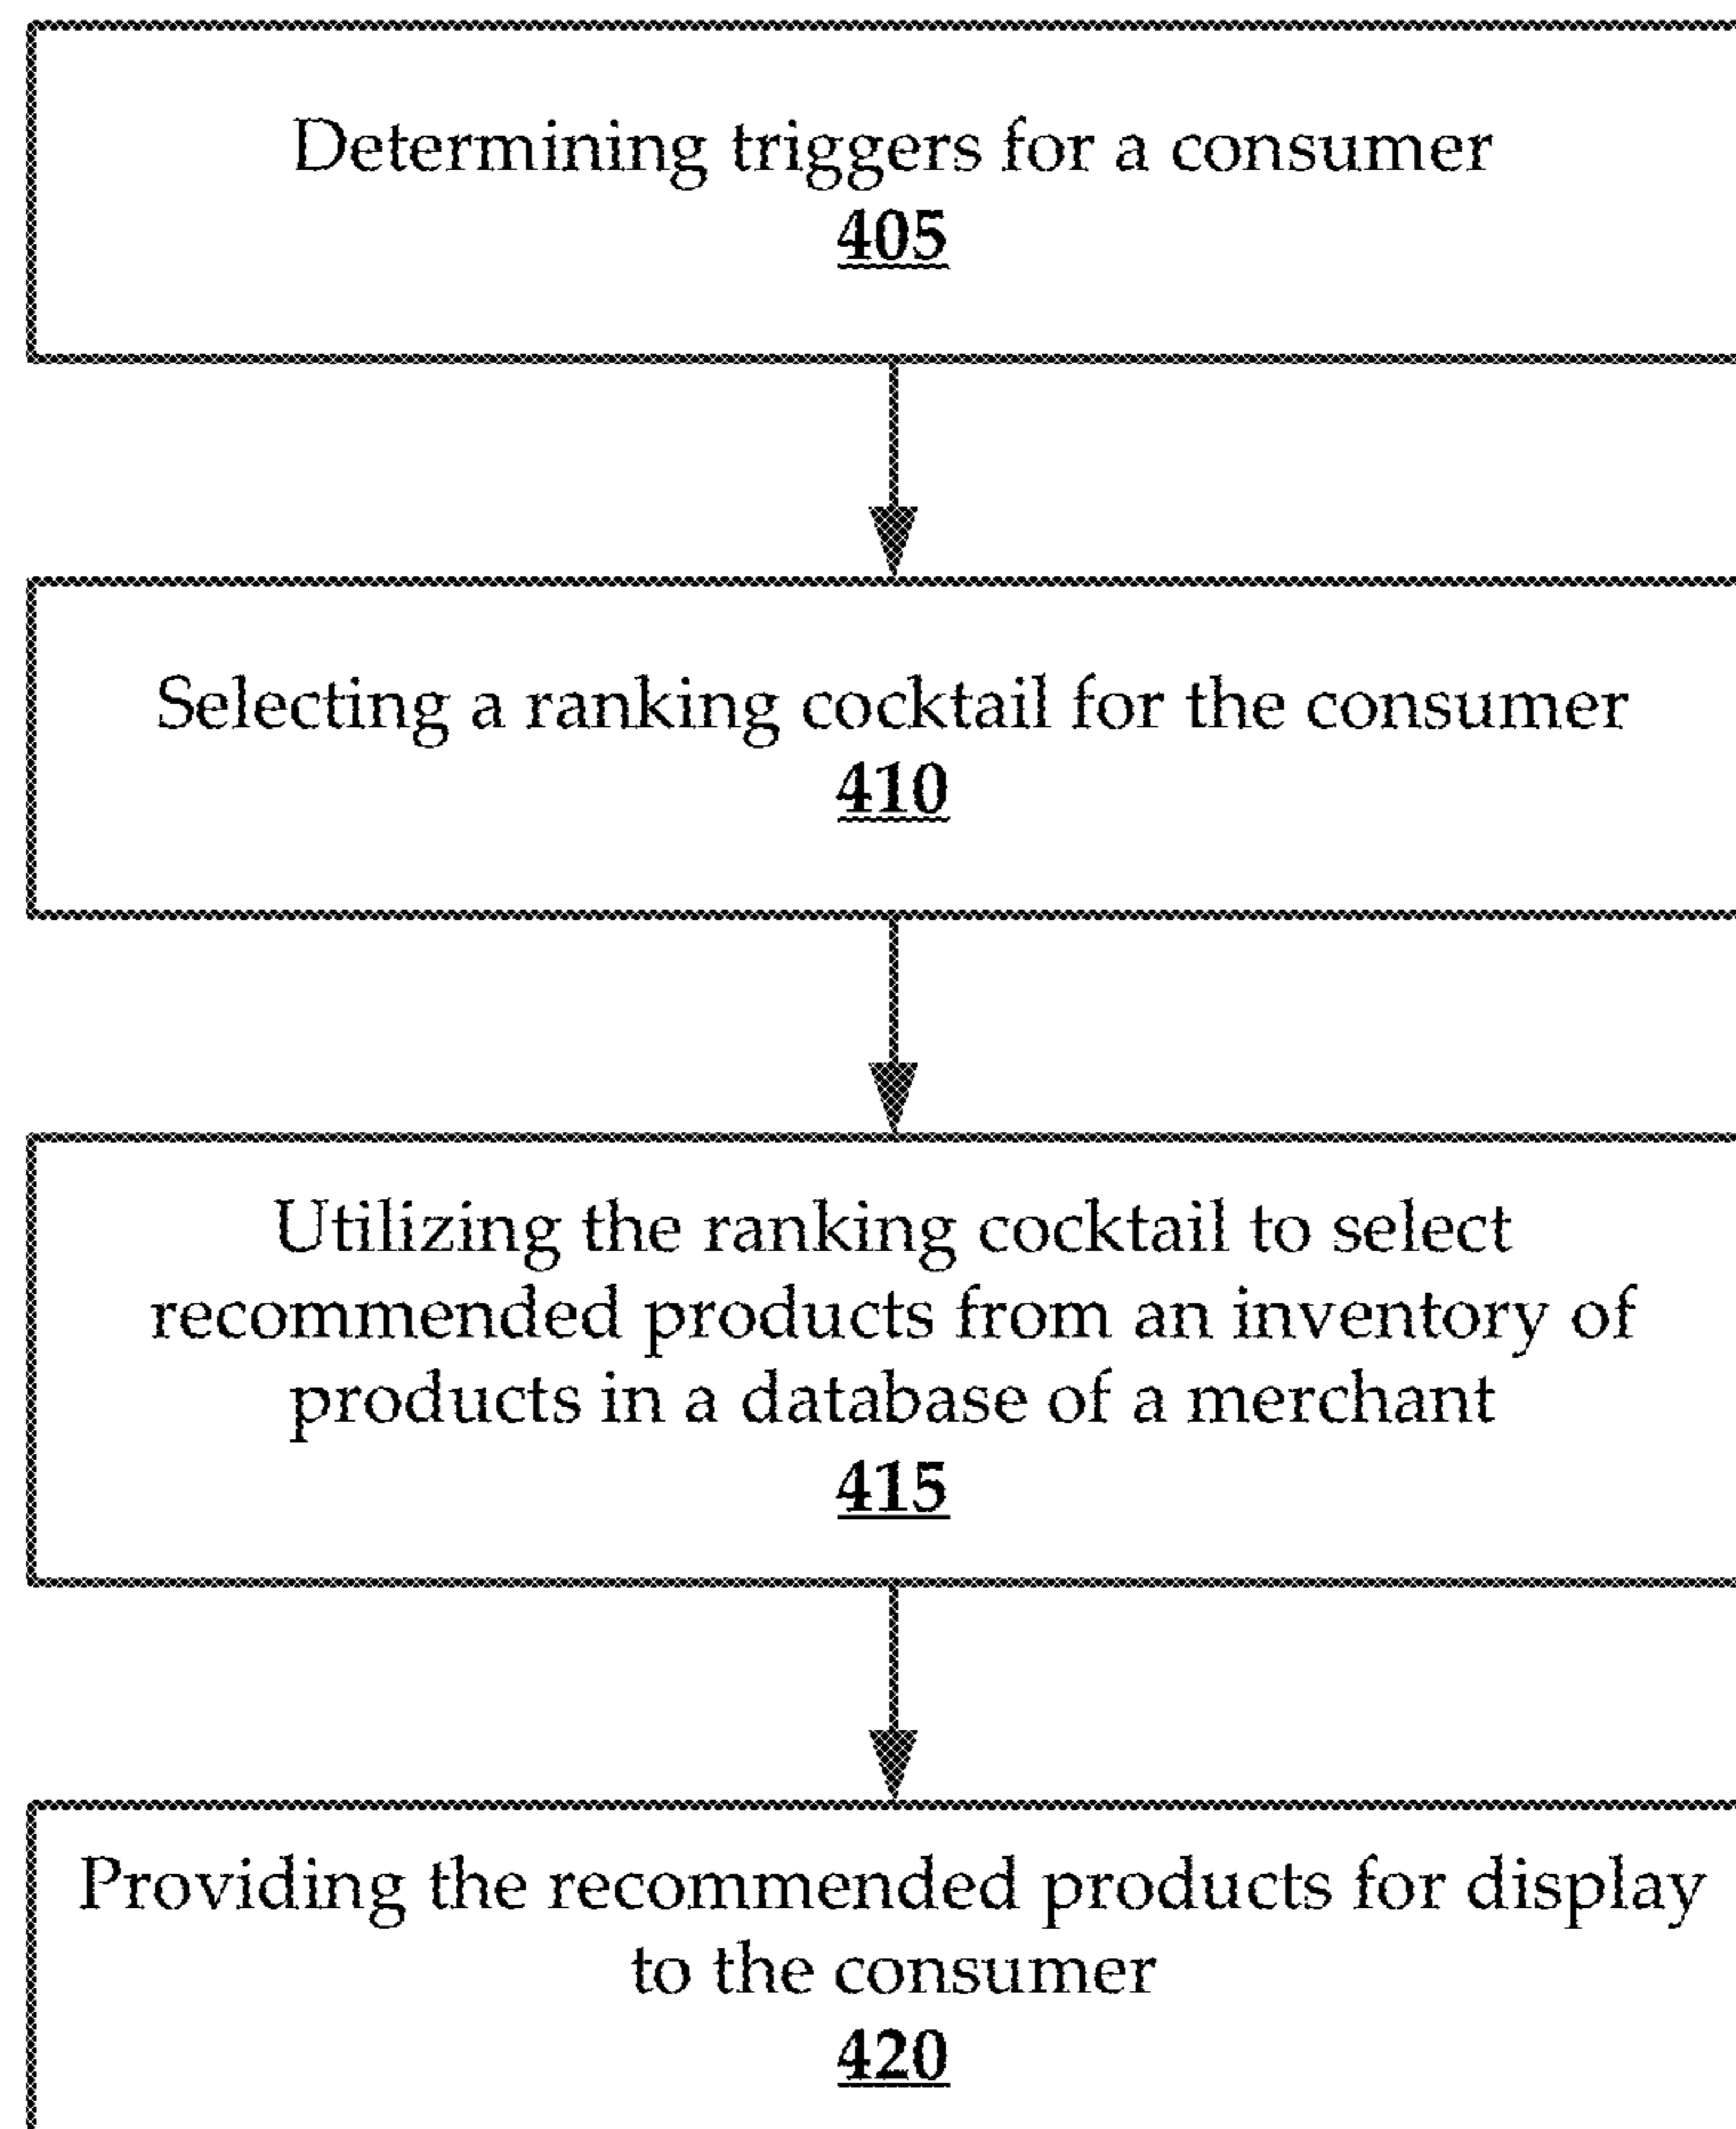 Determining triggers for a consumer
405
Selecting a ranking cocktail for the consumer
410
Utilizing the ranking cocktail to select
recommended products from an inventory of
products in a database of a merchant
415
Providing the recommended products for display
to the consumer
420